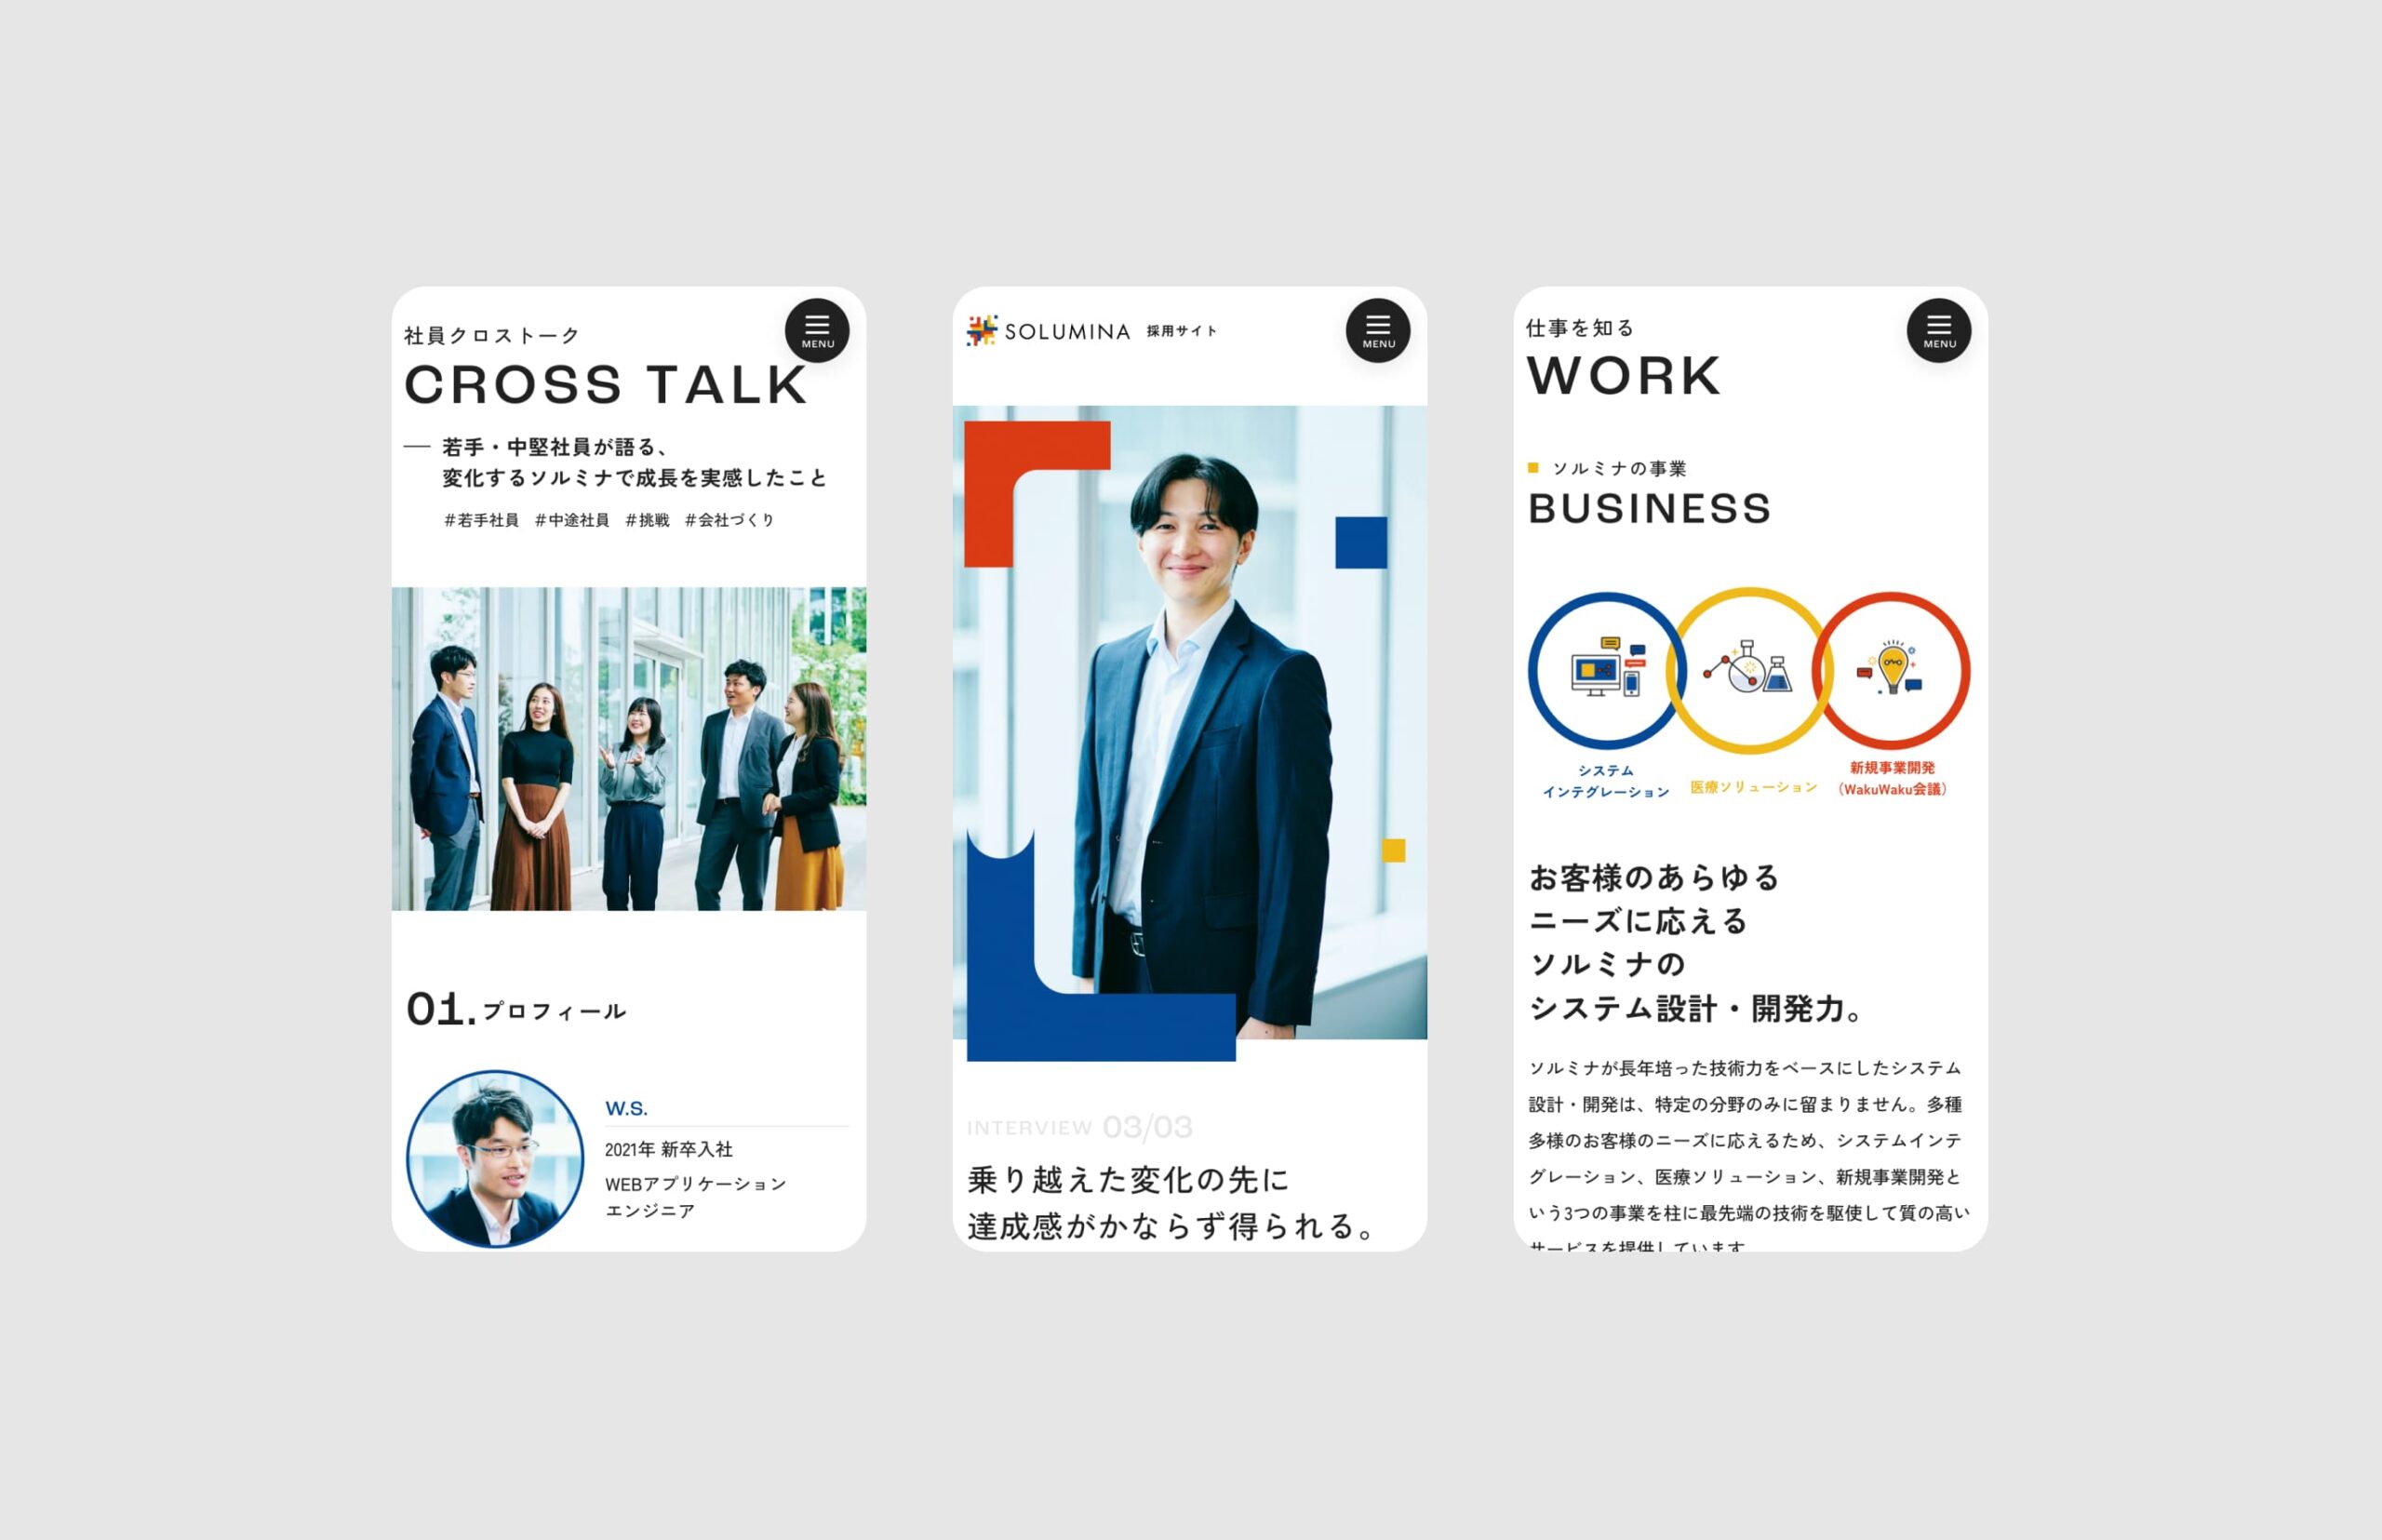 社員クロストーク
CROSS TALK
MENU
若手・中堅社員が語る、
変化するソルミナで成長を実感したこと
#若手社員 #中途社員 #挑戦 #会社づくり
01.プロフィール
W.S.
2021年 新卒入社
WEBアプリケーション
エンジニア
SOLUMINA 採用サイト
MENU
INTERVIEW 03/03
乗り越えた変化の先に
達成感がかならず得られる。
仕事を知る
WORK
MENU
ソルミナの事業
BUSINESS
システム
インテグレーション
医療ソリューション
新規事業開発
（WakuWaku会議）
お客様のあらゆる
ニーズに応える
ソルミナの
システム設計・開発力。
ソルミナが長年培った技術力をベースにしたシステム
設計・開発は、特定の分野のみに留まりません。多種
多様のお客様のニーズに応えるため、システムインテ
グレーション、医療ソリューション、新規事業開発と
いう3つの事業を柱に最先端の技術を駆使して質の高い
サービスを提供しています